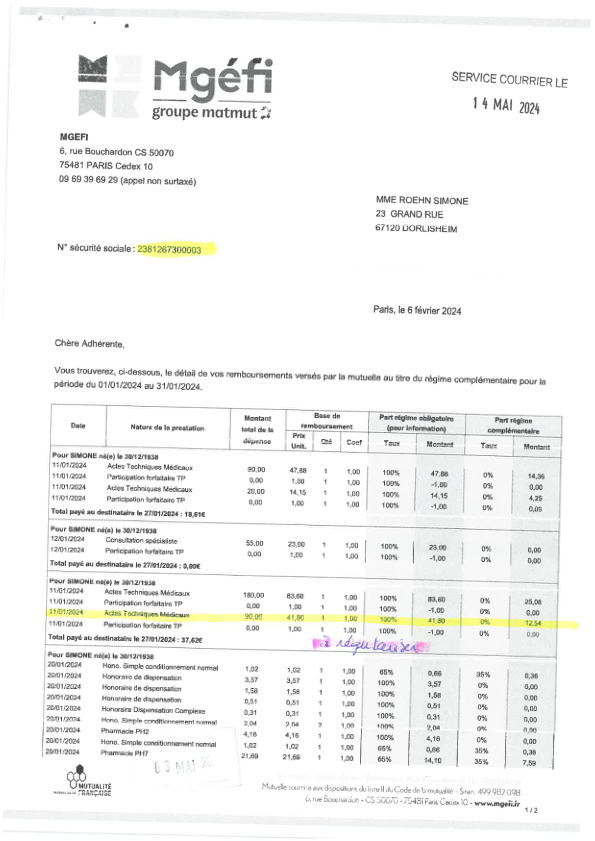 Mgéfi
groupe matmut
SERVICE COURRIER LE
14 MAI 2024
MGEFI
6, rue Bouchardon CS 50070
75481 PARIS Cedex 10
09 69 39 69 29 (appel non surtaxé)
MME ROEHN SIMONE
23 GRAND RUE
67120 DORLISHEIM
N° sécurité sociale : 2381267300003
Paris, le 6 février 2024
Chère Adhérente,
Vous trouverez, ci-dessous, le détail de vos remboursements versés par la mutuelle au titre du régime complémentaire pour la
période du 01/01/2024 au 31/01/2024.
Date Nature de la prestation Montant total de la dépense Base de remboursement Part régime obligatoire (pour information) Part régime complémentaire
Prix Unit. Qté Coef Taux Montant Taux Montant
Pour SIMONE né(e) le 30/12/1938
11/01/2024 Actes Techniques Médicaux 90,00 47,88 1 1,00 100% 47,88 0% 14,36
11/01/2024 Participation forfaitaire TP 0,00 1,00 1 1,00 100% -1,00 0% 0,00
11/01/2024 Actes Techniques Médicaux 20,00 14,15 1 1,00 100% 14,15 0% 4,25
11/01/2024 Participation forfaitaire TP 0,00 1,00 1 1,00 100% -1,00 0% 0,00
Total payé au destinataire le 27/01/2024 : 18,61€
Pour SIMONE né(e) le 30/12/1938
12/01/2024 Consultation spécialiste 55,00 23,00 1 1,00 100% 23,00 0% 0,00
12/01/2024 Participation forfaitaire TP 0,00 1,00 1 1,00 100% -1,00 0% 0,00
Total payé au destinataire le 27/01/2024 : 0,00€
Pour SIMONE né(e) le 30/12/1938
11/01/2024 Actes Techniques Médicaux 180,00 83,60 1 1,00 100% 83,60 0% 25,08
11/01/2024 Participation forfaitaire TP 0,00 1,00 1 1,00 100% -1,00 0% 0,00
11/01/2024 Actes Techniques Médicaux 90,00 41,80 1 1,00 100% 41,80 0% 12,54
11/01/2024 Participation forfaitaire TP 0,00 1,00 1 1,00 100% -1,00 0% 0,00
Total payé au destinataire le 27/01/2024 : 37,62€
à régulariser
Pour SIMONE né(e) le 30/12/1938
20/01/2024 Hono. Simple conditionnement normal 1,02 1,02 1 1,00 65% 0,66 35% 0,36
20/01/2024 Honoraire de dispensation 3,57 3,57 1 1,00 100% 3,57 0% 0,00
20/01/2024 Honoraire de dispensation 1,58 1,58 1 1,00 100% 1,58 0% 0,00
20/01/2024 Honoraire de dispensation 0,51 0,51 1 1,00 100% 0,51 0% 0,00
20/01/2024 Honoraire Dispensation Complexe 0,31 0,31 1 1,00 100% 0,31 0% 0,00
20/01/2024 Hono. Simple conditionnement normal 2,04 2,04 2 1,00 100% 2,04 0% 0,00
20/01/2024 Pharmacie PH2 4,16 4,16 1 1,00 100% 4,16 0% 0,00
20/01/2024 Hono. Simple conditionnement normal 1,02 1,02 1 1,00 65% 0,66 35% 0,36
20/01/2024 Pharmacie PH7 21,69 21,69 1 1,00 65% 14,10 35% 7,59
03 MAI
MUTUALITÉ
FRANÇAISE
Mutuelle soumise aux dispositions du livre II du Code de la mutualité - Siren. 499 982 098
6, rue Bouchardon - CS 50070 - 75481 Paris Cedex 10 - www.mgefi.fr
1 / 2